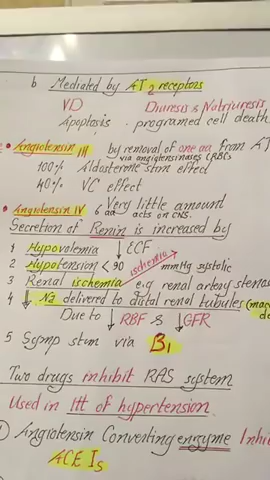 b Mediated by AT2 receptors
VD Diuresis & Natriuresis
Apoptosis . programed cell death
• Angiotensin III by removal of one aa from AT
via angiotensinases (RBCs
100% Aldosterone stim effect
40% VC effect
• Angiotensin IV 6 aa Very little amount
acts on CNS.
Secretion of Renin is increased by
1 Hypovolemia ↓ ECF
2 Hypotension < 90 mmHg systolic
ischemia
3 Renal ischemia e.g renal artery stenos
4 ↓ Na delivered to distal renal tubules (mac
Due to ↓ RBF & ↓ GFR
5 Symp stim via B1
Two drugs inhibit RAS system
Used in ttt of hypertension
Angiotensin Converting enzyme Inhi
ACE Is